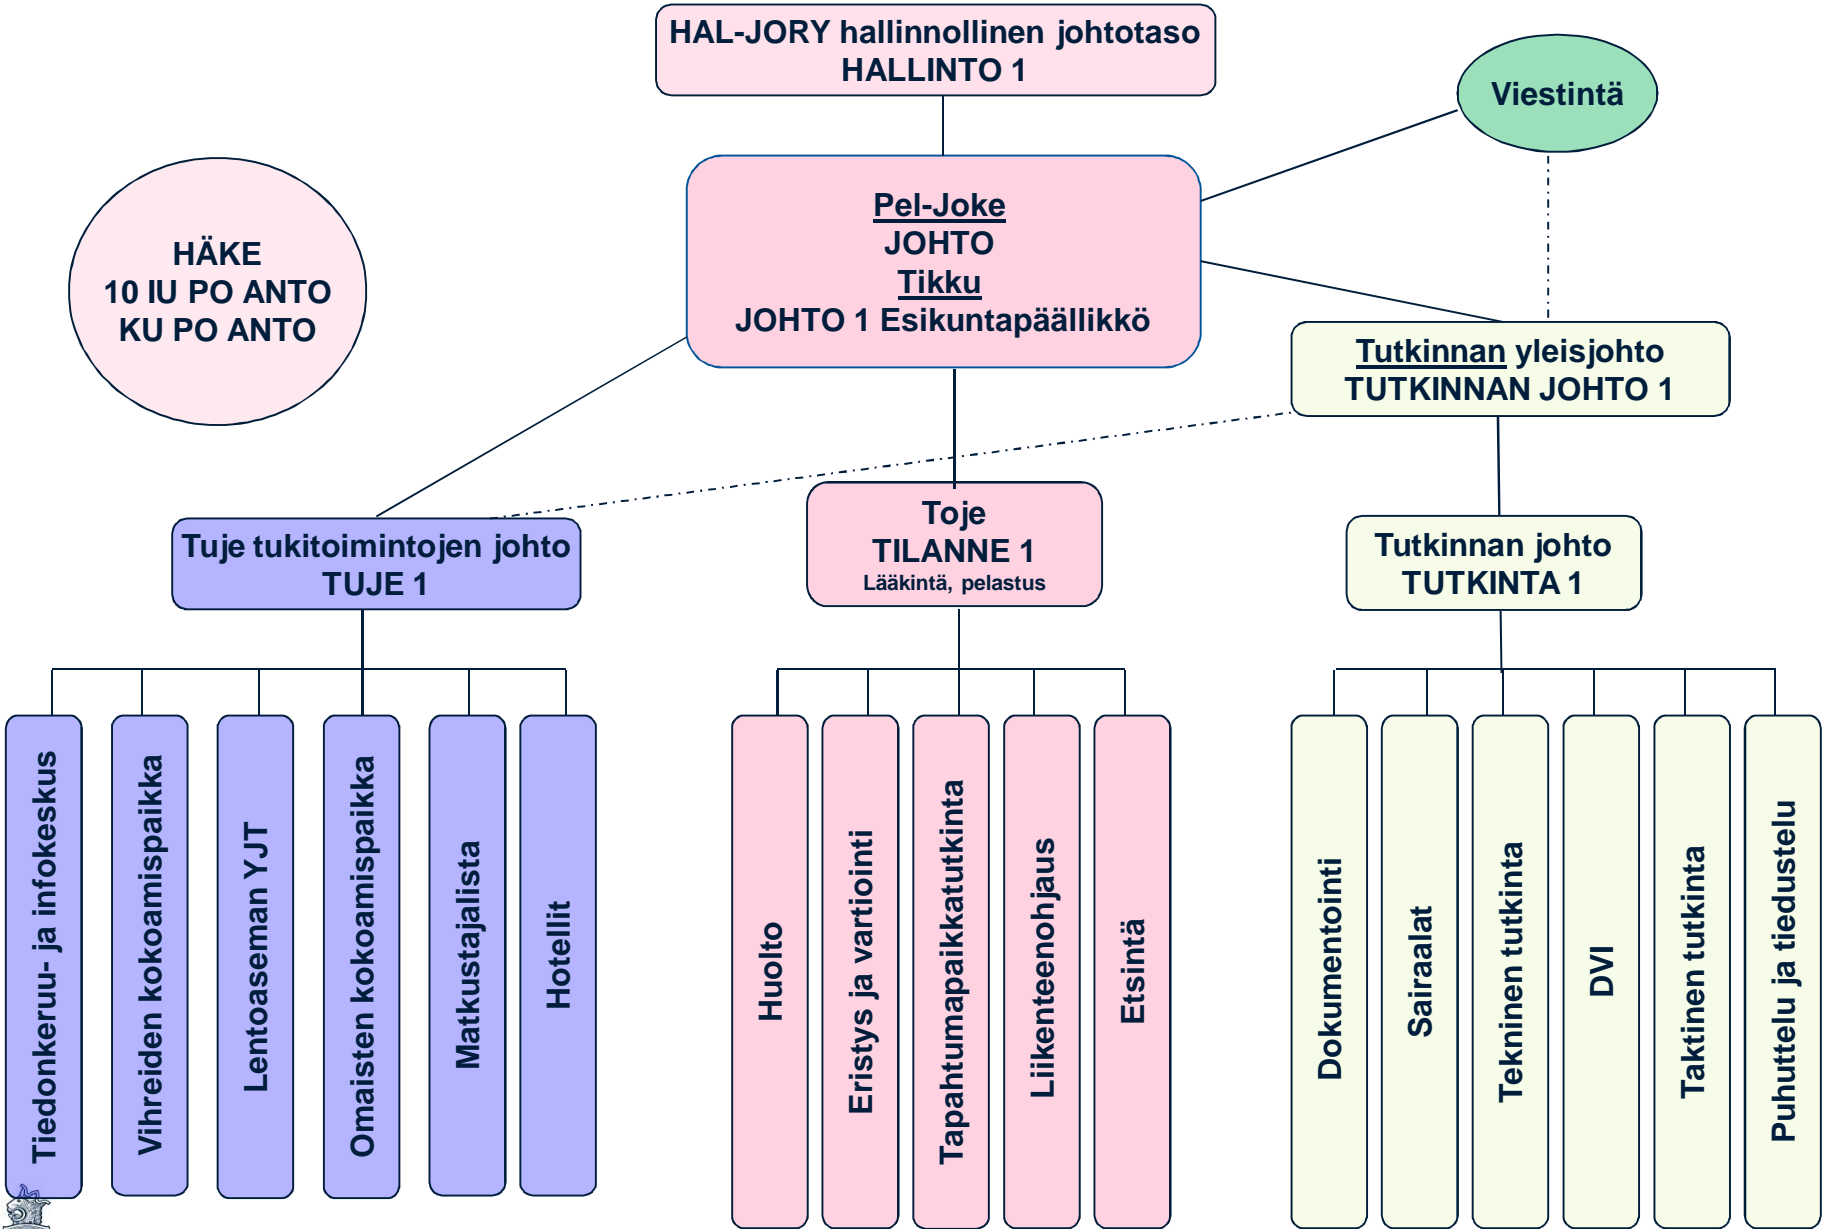 HAL-JORY hallinnollinen johtotaso
HALLINTO 1
Viestintä
HÄKE
10 IU PO ANTO
KU PO ANTO
Pel-Joke
JOHTO
Tikku
JOHTO 1 Esikuntapäällikkö
Tutkinnan yleisjohto
TUTKINNAN JOHTO 1
Tuje tukitoimintojen johto
TUJE 1
Toje
TILANNE 1
Lääkintä, pelastus
Tutkinnan johto
TUTKINTA 1
Tiedonkeruu- ja infokeskus
Vihreiden kokoamispaikka
Lentoaseman YJT
Omaisten kokoamispaikka
Matkustajalista
Hotellit
Huolto
Eristys ja vartiointi
Tapahtumapaikkatutkinta
Liikenteenohjaus
Etsintä
Dokumentointi
Sairaalat
Tekninen tutkinta
DVI
Taktinen tutkinta
Puhuttelu ja tiedustelu